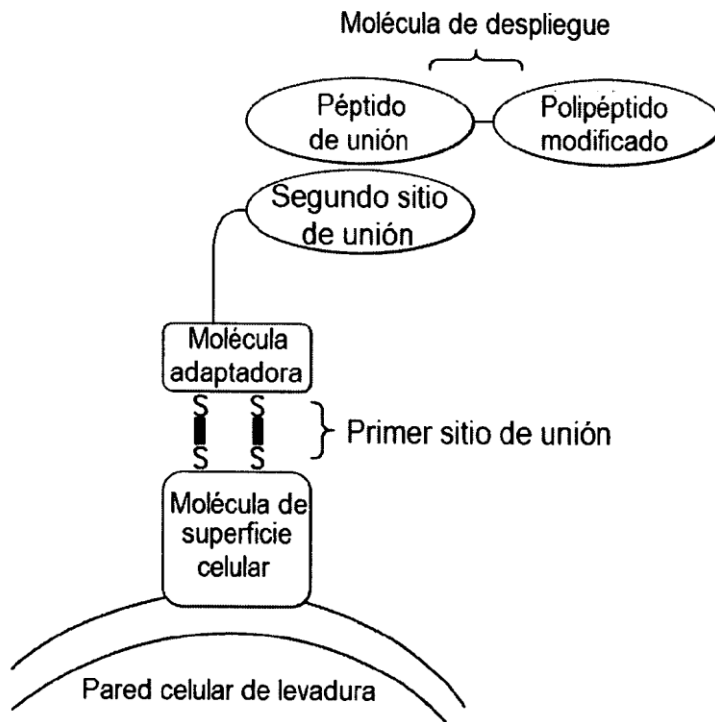 Molécula de despliegue
Péptido
de unión
Polipéptido
modificado
Segundo sitio
de unión
Molécula
adaptadora
S S
S S
Primer sitio de unión
Molécula de
superficie
celular
Pared celular de levadura